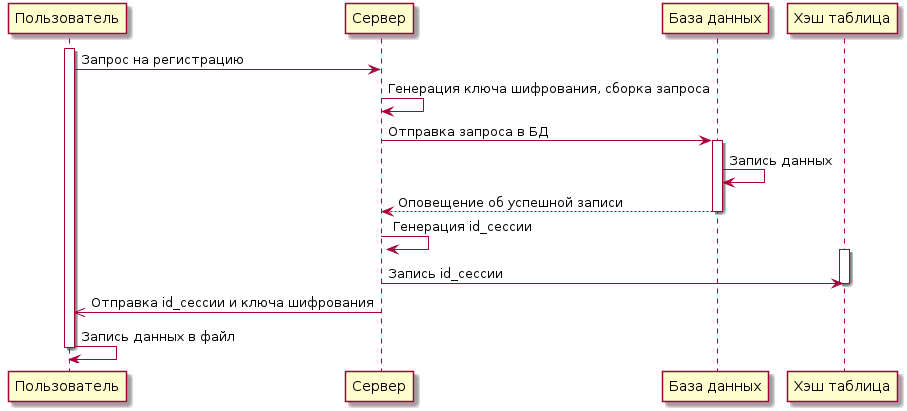 Пользователь
Сервер
База данных
Хэш таблица
Запрос на регистрацию
Генерация ключа шифрования, сборка запроса
Отправка запроса в БД
Запись данных
Оповещение об успешной записи
Генерация id_сессии
Запись id_сессии
Отправка id_сессии и ключа шифрования
Запись данных в файл
Пользователь
Сервер
База данных
Хэш таблица